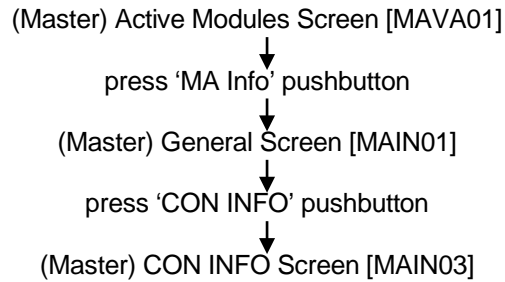 (Master) Active Modules Screen [MAVA01]
press ‘MA Info’ pushbutton
(Master) General Screen [MAIN01]
press ‘CON INFO’ pushbutton
(Master) CON INFO Screen [MAIN03]